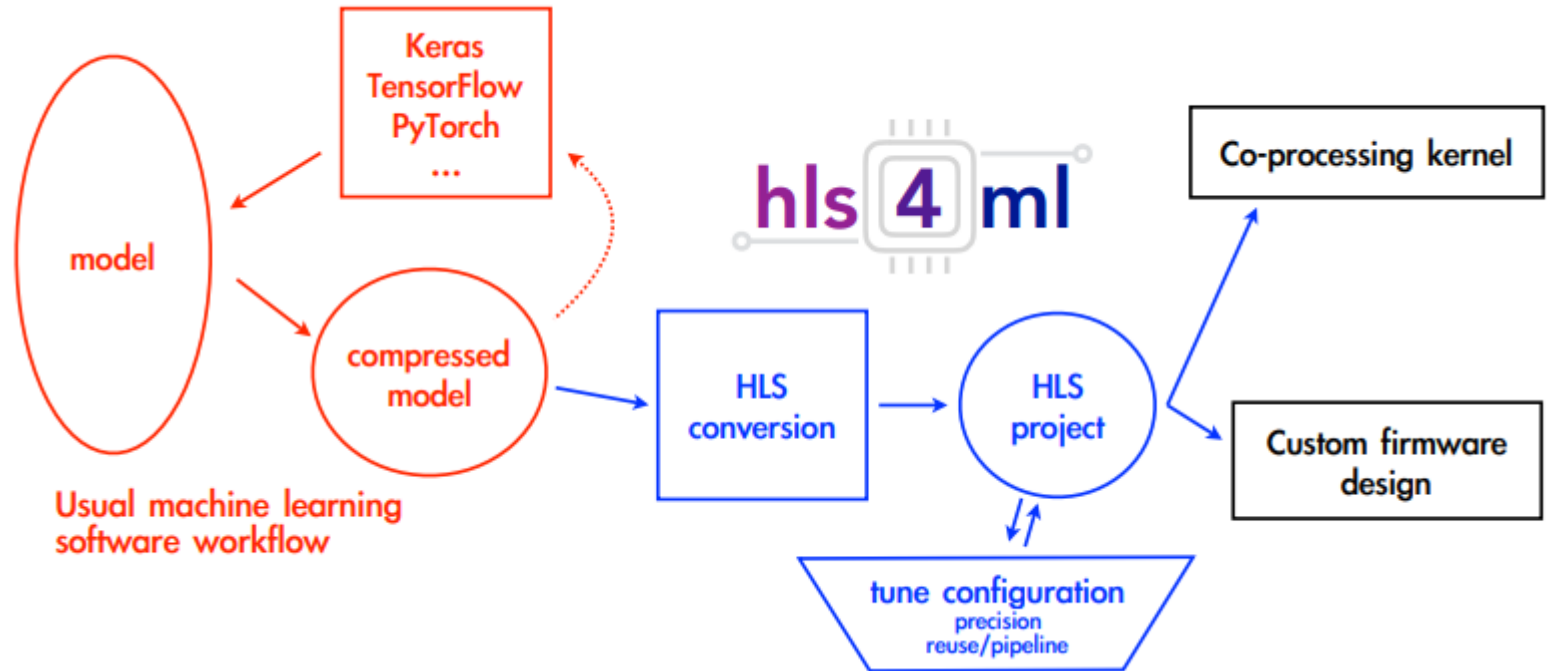 Keras
TensorFlow
PyTorch
...
model
compressed
model
Usual machine learning
software workflow
hls 4 ml
HLS
conversion
HLS
project
tune configuration
precision
reuse/pipeline
Co-processing kernel
Custom firmware
design